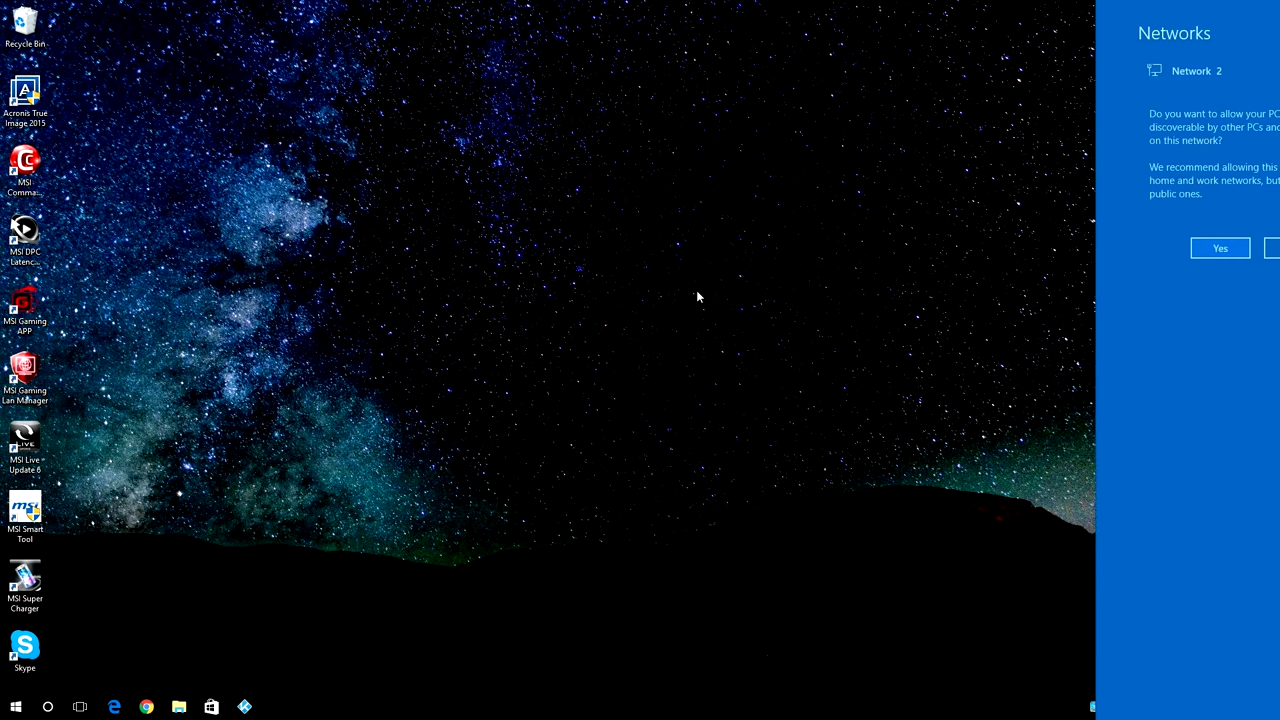 Recycle Bin
Acronis True
Image 2015
MSI
Comma...
MSI DPC
Latenc...
MSI Gaming
APP
MSI Gaming
Lan Manager
LIVE
MSI Live
Update 6
msi
MSI Smart
Tool
MSI Super
Charger
Skype
Networks
Network 2
Do you want to allow your PC
discoverable by other PCs and
on this network?
We recommend allowing this
home and work networks, but
public ones.
Yes